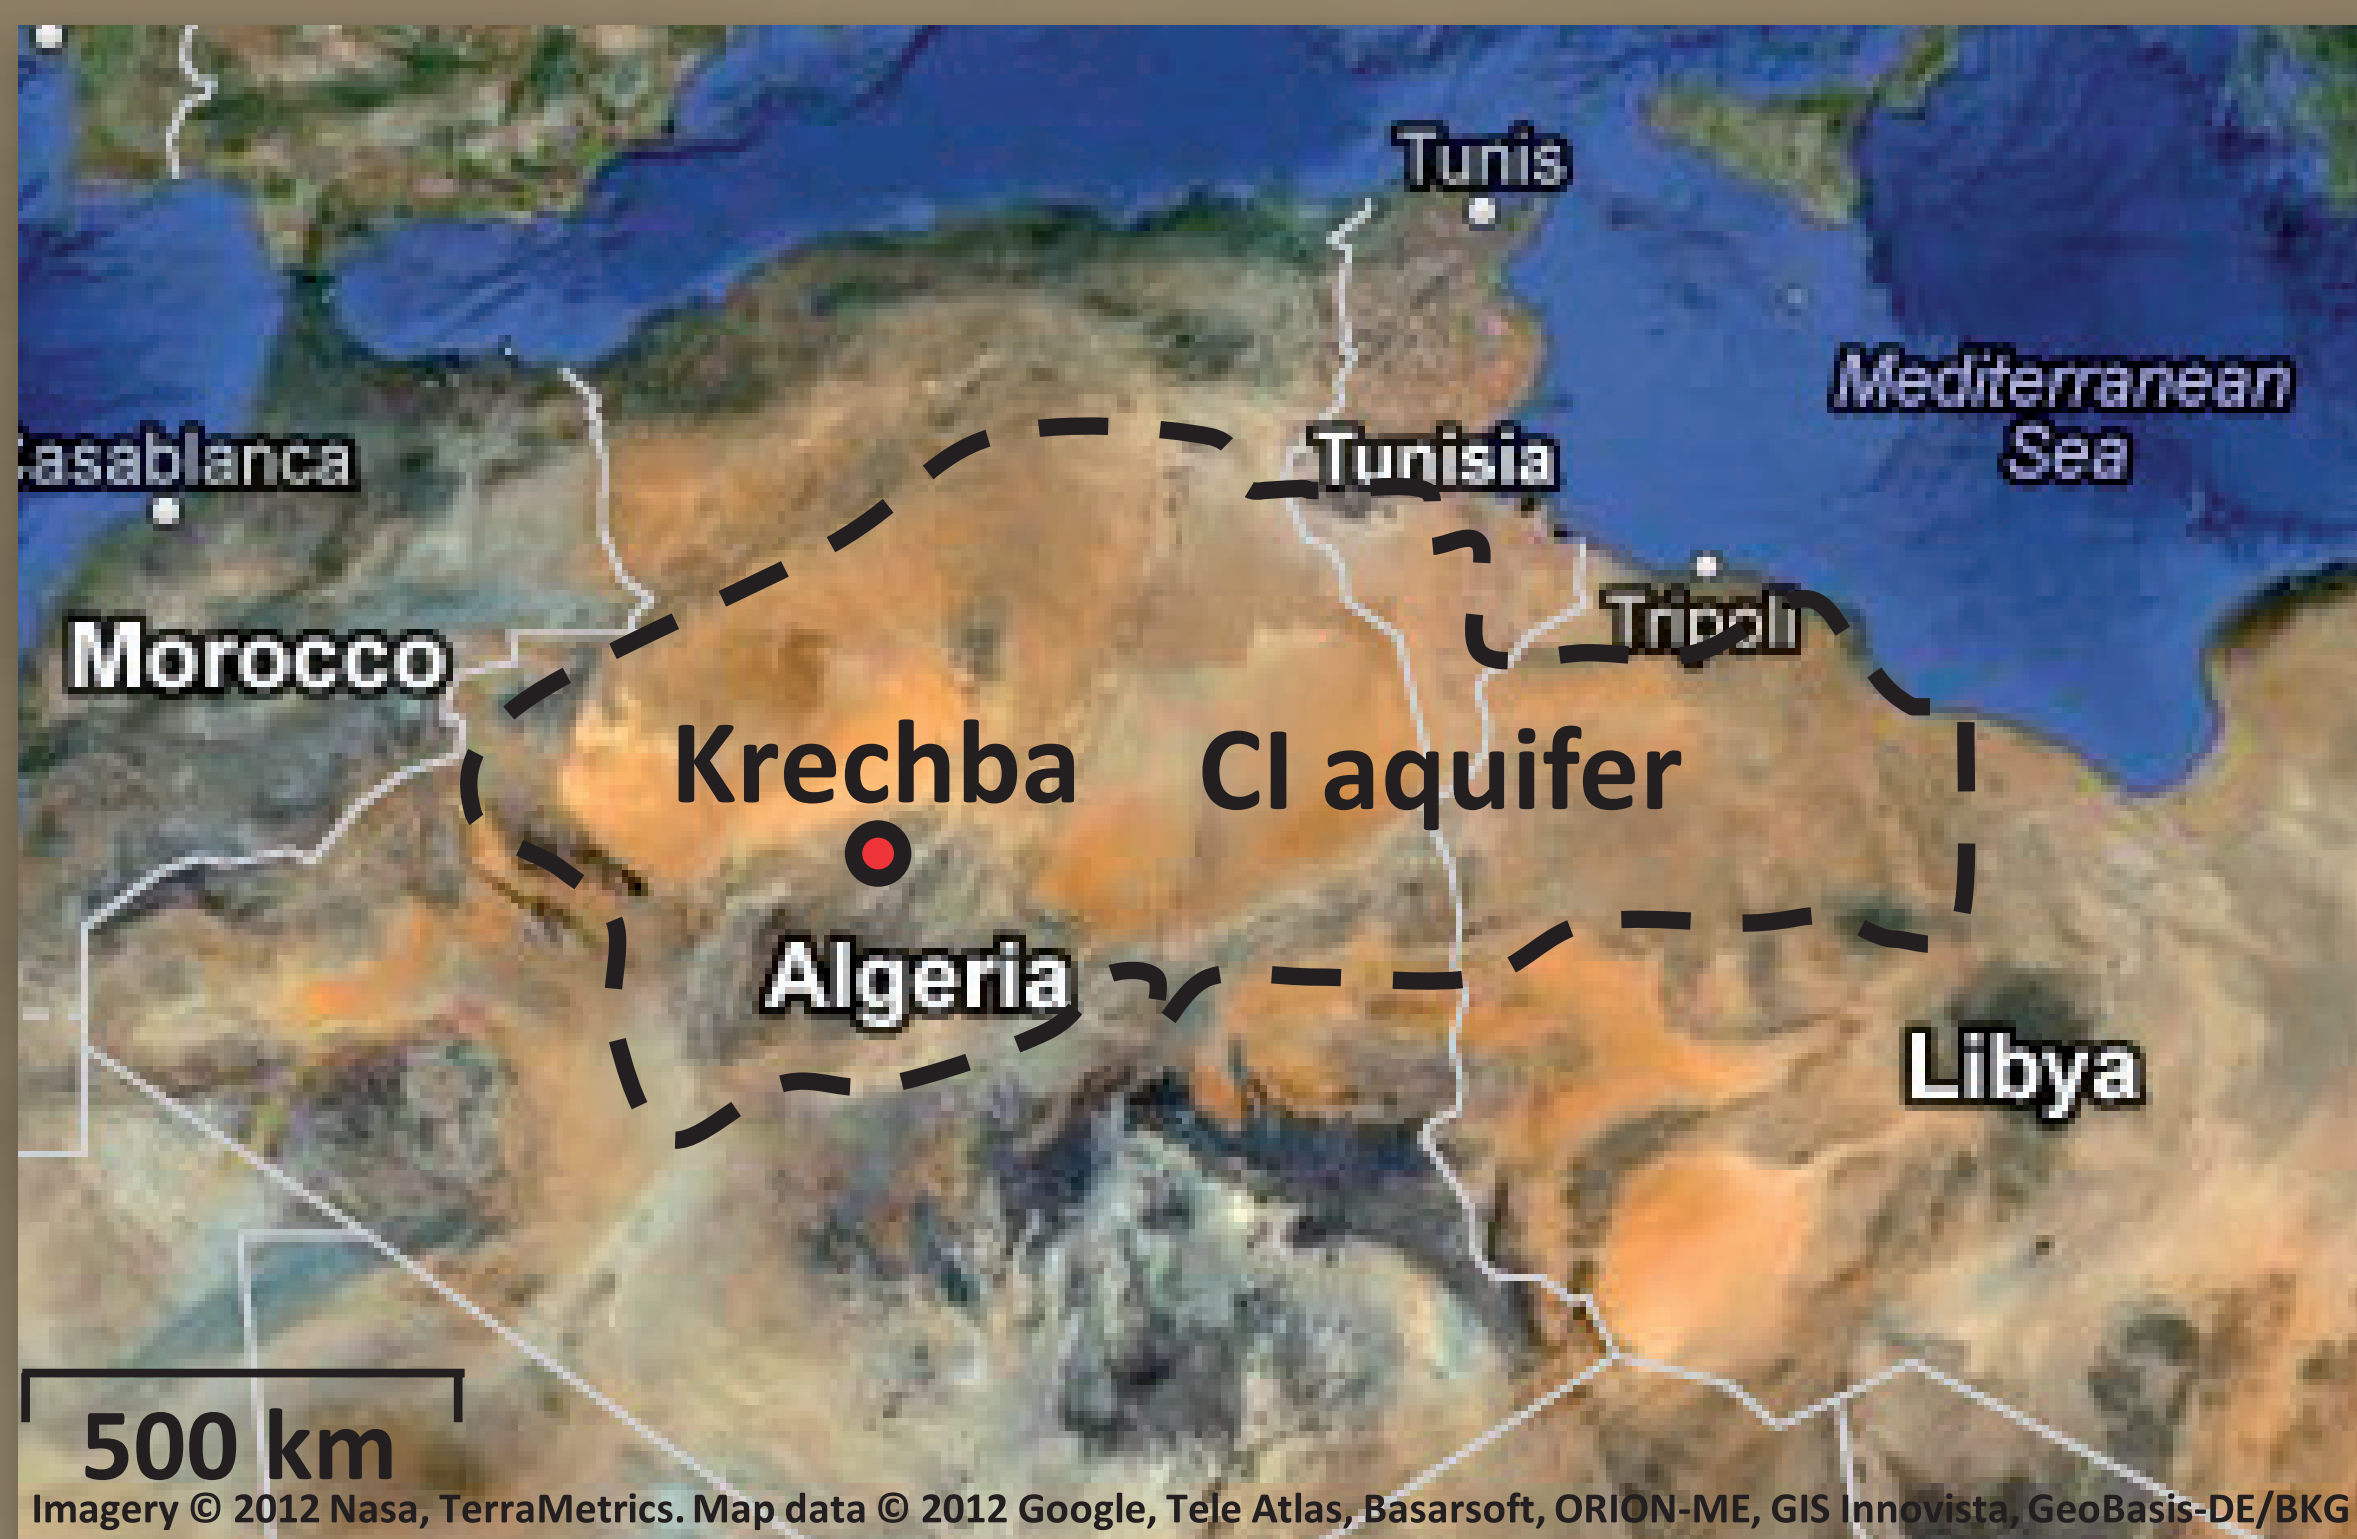 Tunis
Mediterranean
Sea
Casablanca
Tunisia
Tripoli
Morocco
Krechba
CI aquifer
Algeria
Libya
500 km
Imagery © 2012 Nasa, TerraMetrics. Map data © 2012 Google, Tele Atlas, Basarsoft, ORION-ME, GIS Innovista, GeoBasis-DE/BKG